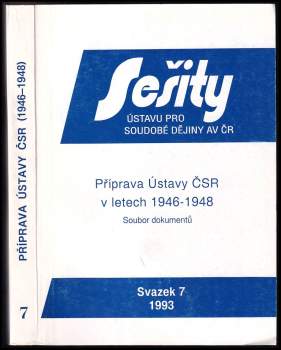 PŘÍPRAVA ÚSTAVY ČSR (1946-1948)
7
Sešity
ÚSTAVU PRO
SOUDOBÉ DĚJINY AV ČR
Příprava Ústavy ČSR
v letech 1946-1948
Soubor dokumentů
Svazek 7
1993